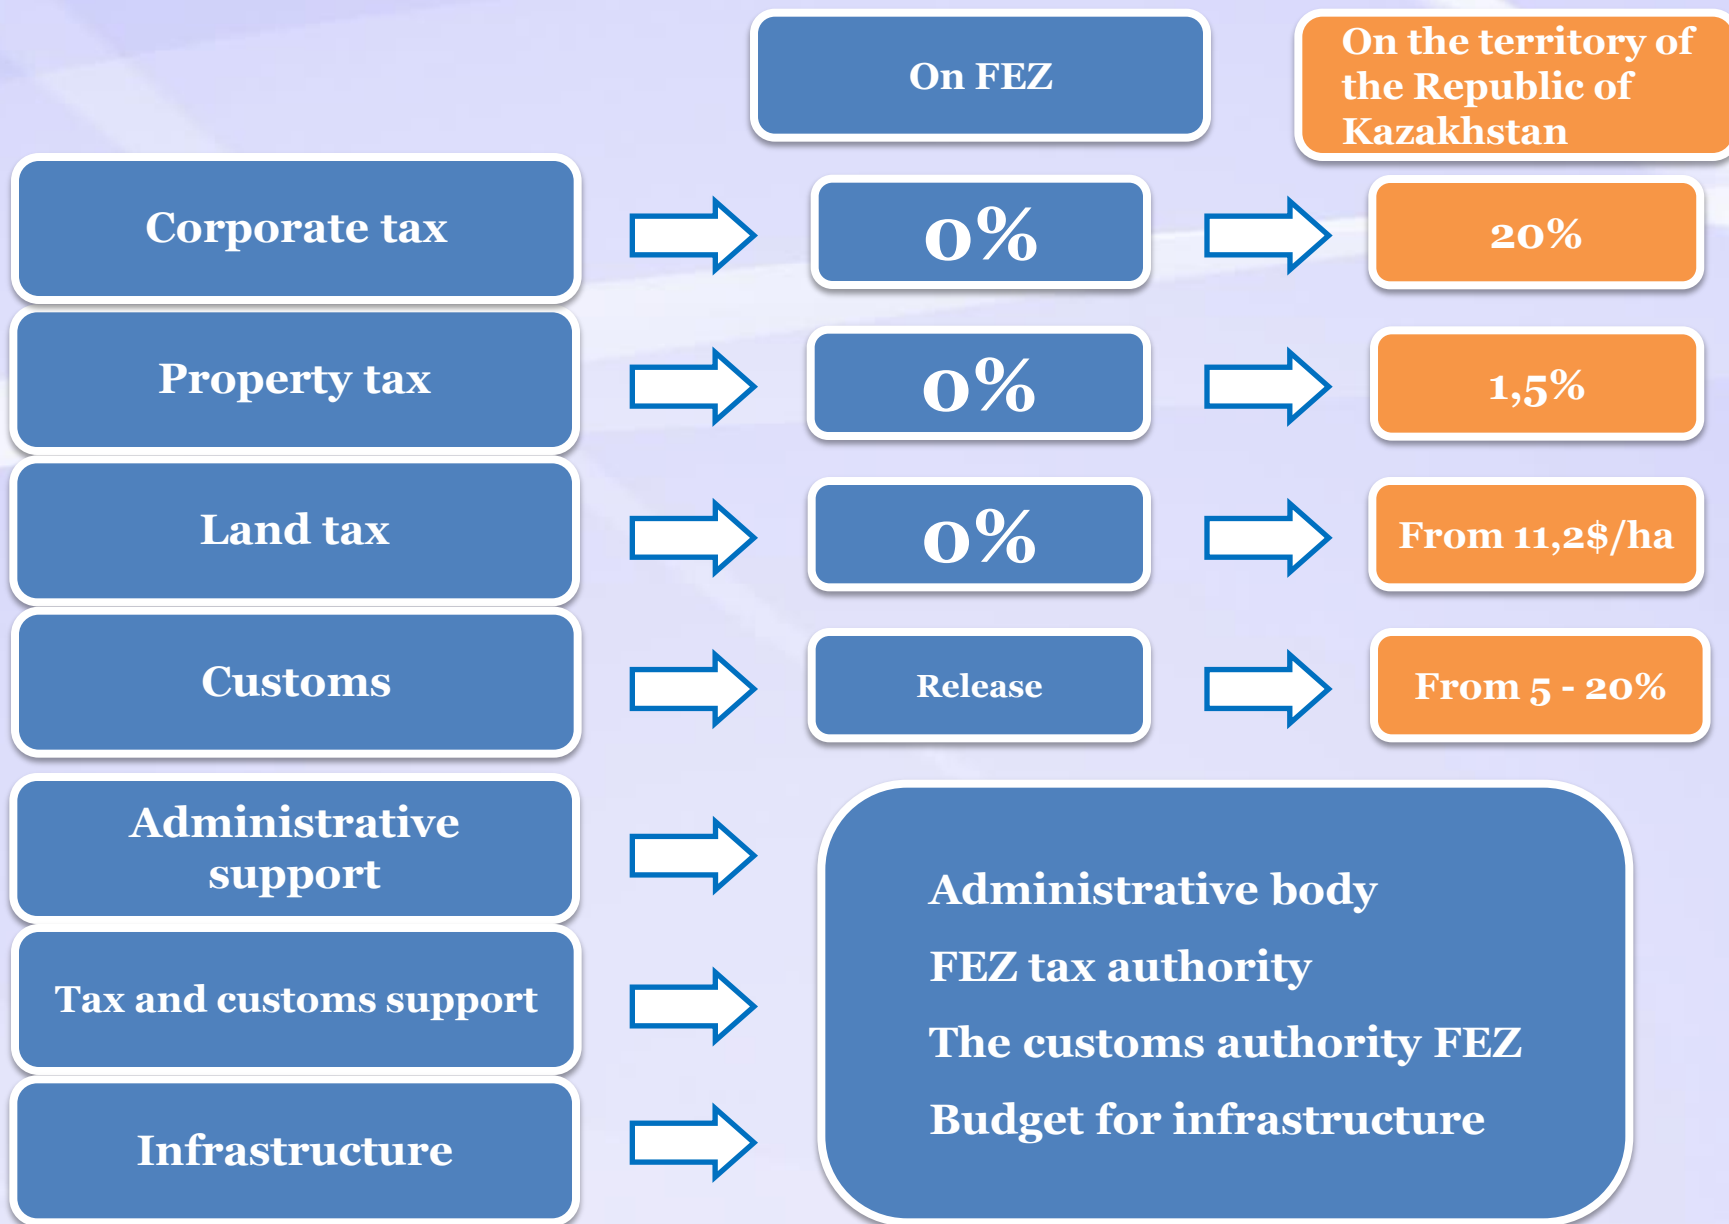 On FEZ
On the territory of
the Republic of
Kazakhstan
Corporate tax
0%
20%
Property tax
0%
1,5%
Land tax
0%
From 11,2$/ha
Customs
Release
From 5 - 20%
Administrative
support
Tax and customs support
Infrastructure
Administrative body
FEZ tax authority
The customs authority FEZ
Budget for infrastructure